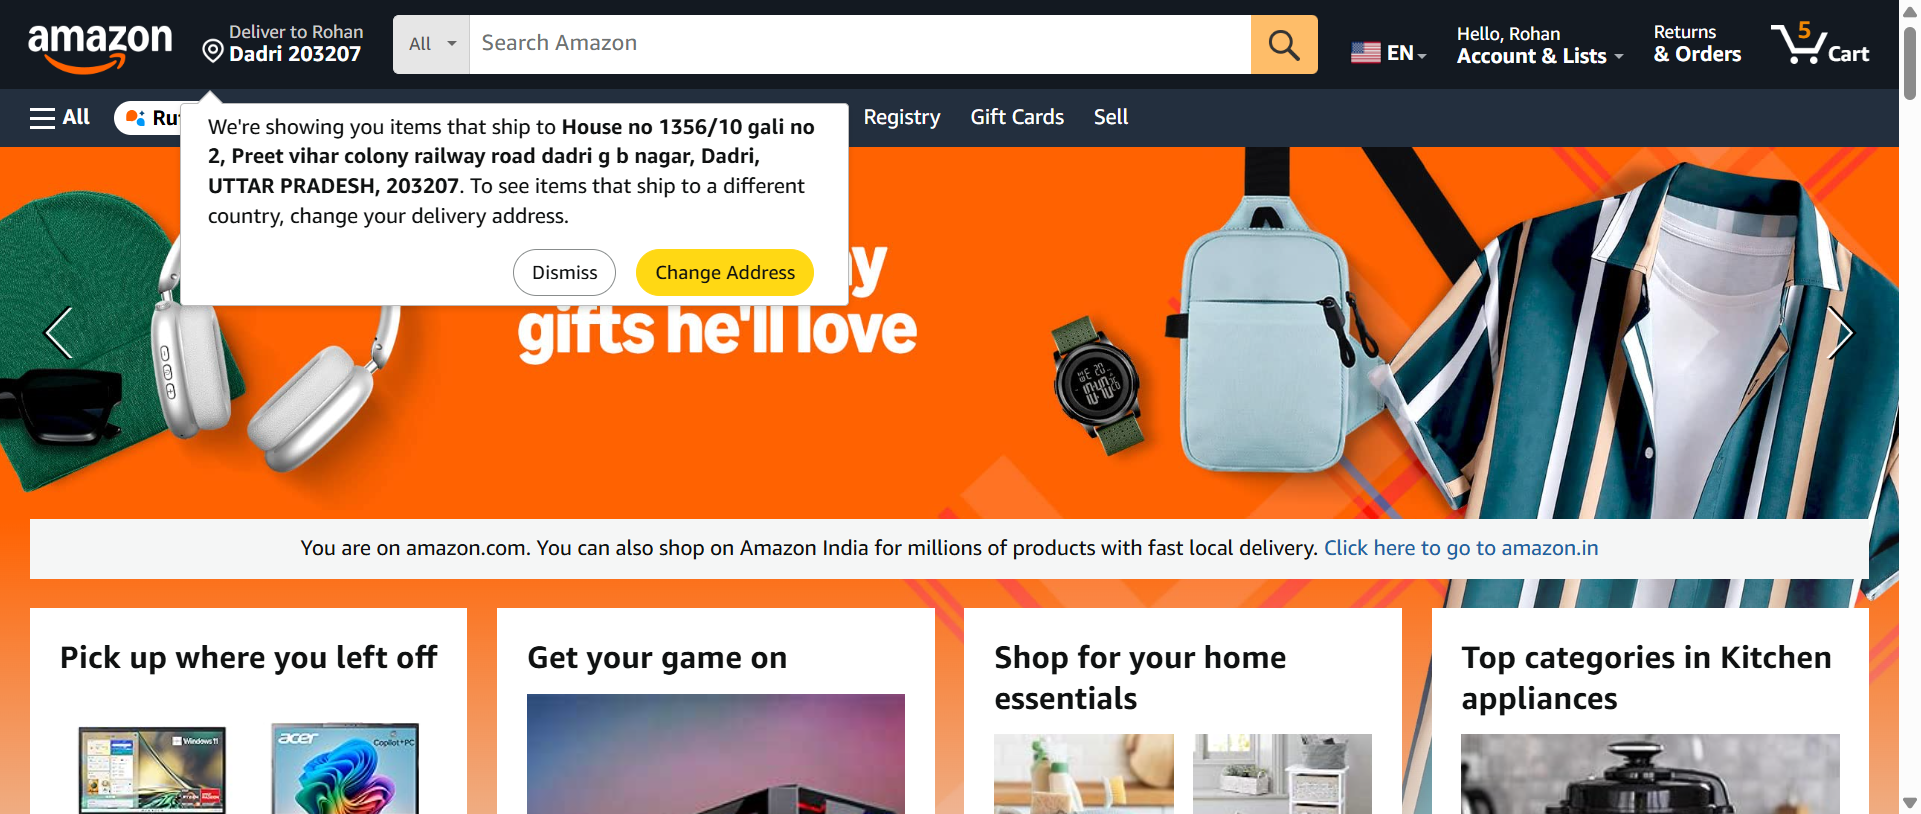 amazon
Deliver to Rohan
Dadri 203207
All
Search Amazon
EN
Hello, Rohan
Account & Lists
Returns
& Orders
5
Cart
All
Registry
Gift Cards
Sell
We're showing you items that ship to House no 1356/10 gali no
2, Preet vihar colony railway road dadri g b nagar, Dadri,
UTTAR PRADESH, 203207. To see items that ship to a different
country, change your delivery address.
Dismiss
Change Address
gifts he'll love
WE 20
10:40
You are on amazon.com. You can also shop on Amazon India for millions of products with fast local delivery. Click here to go to amazon.in
Pick up where you left off
Get your game on
Shop for your home
essentials
Top categories in Kitchen
appliances
Windows 11
acer
Copilot+PC